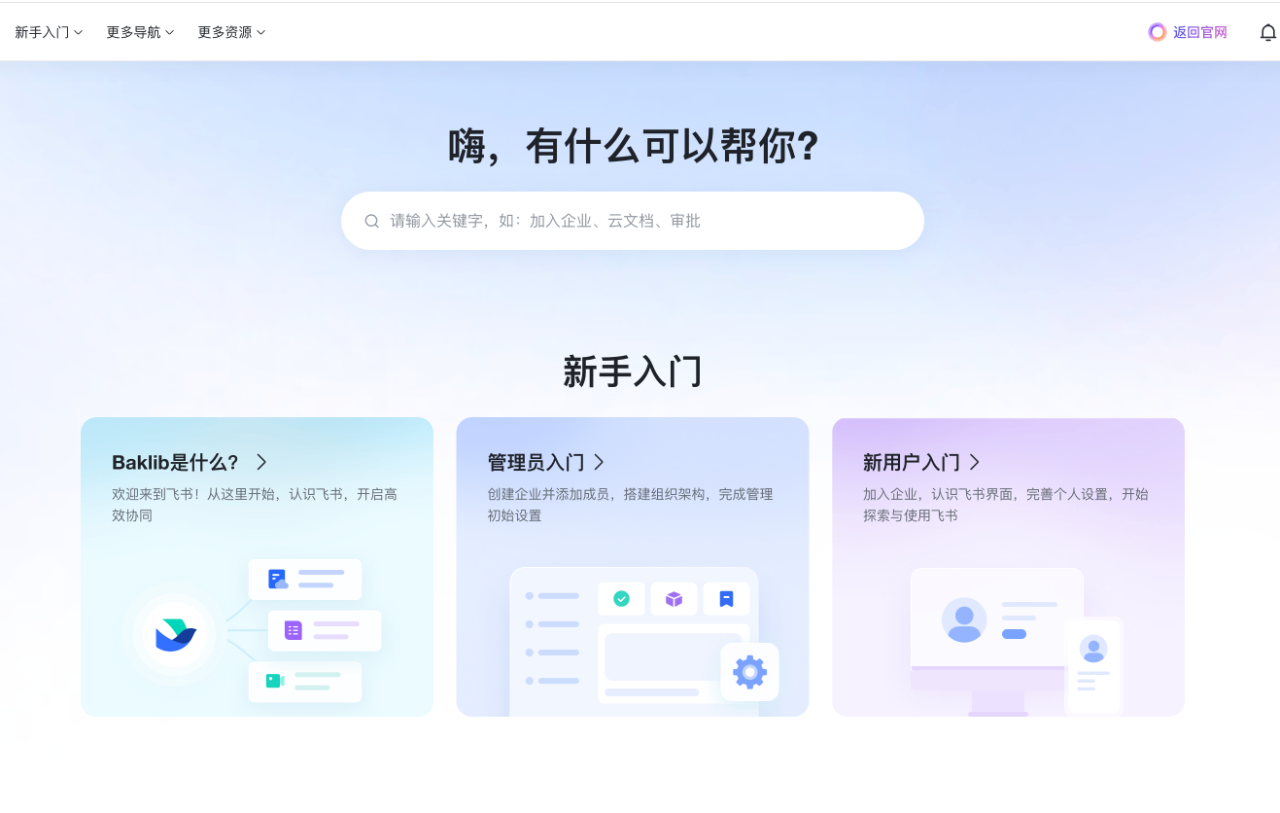 新手入门 更多导航 更多资源 返回官网
嗨，有什么可以帮你?
请输入关键字，如：加入企业、云文档、审批
新手入门
Baklib是什么?
欢迎来到飞书！从这里开始，认识飞书，开启高
效协同
管理员入门
创建企业并添加成员，搭建组织架构，完成管理
初始设置
新用户入门
加入企业，认识飞书界面，完善个人设置，开始
探索与使用飞书